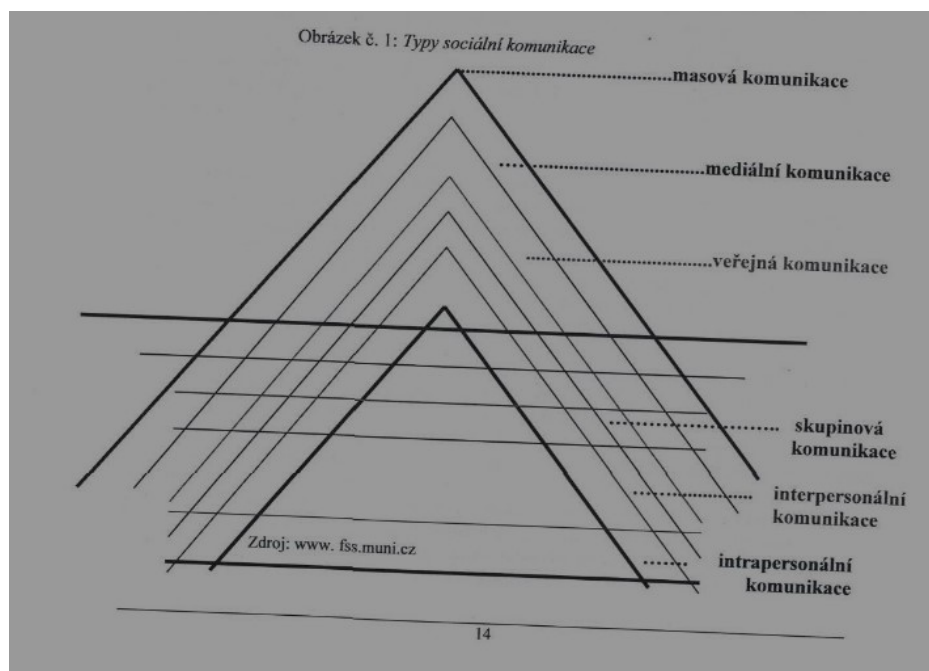 Obrázek č. 1: Typy sociální komunikace
masová komunikace
mediální komunikace
veřejná komunikace
skupinová
komunikace
interpersonální
komunikace
intrapersonální
komunikace
Zdroj: www. fss.muni.cz
14